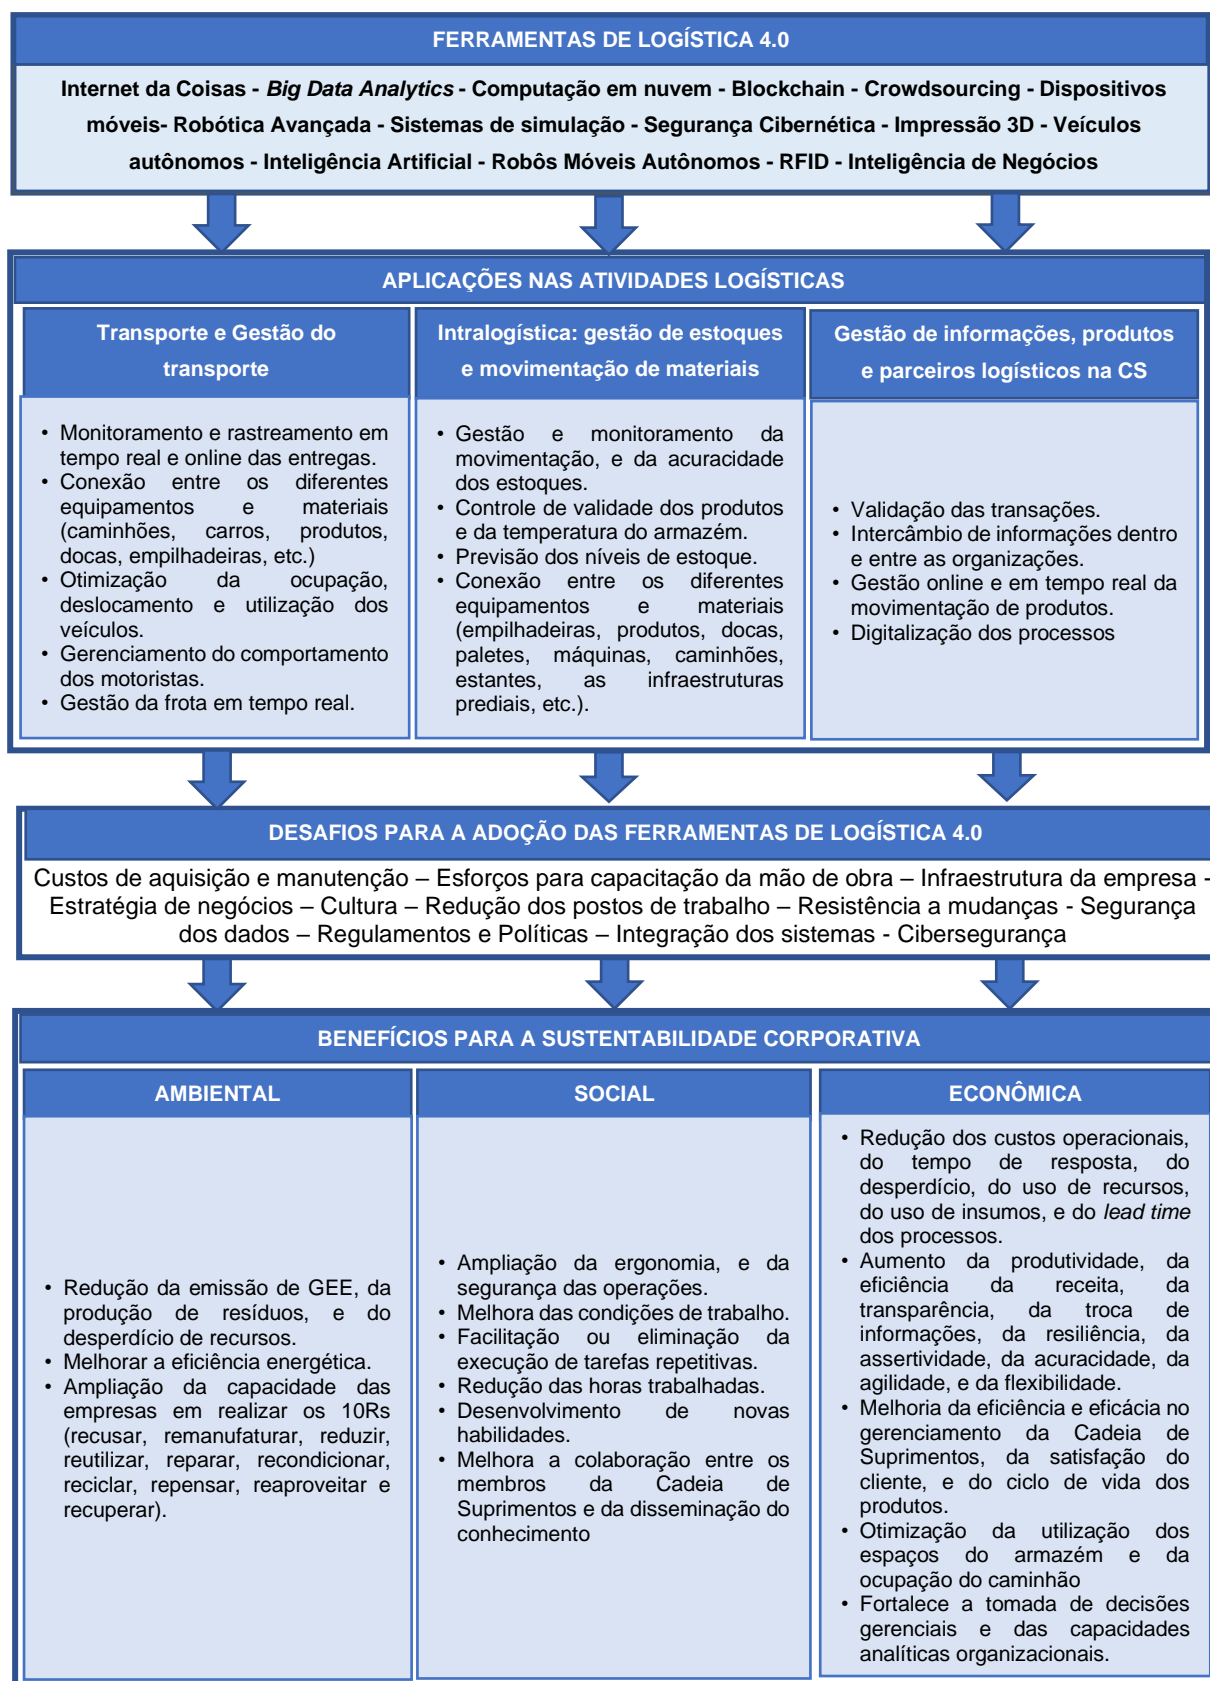 FERRAMENTAS DE LOGÍSTICA 4.0
Internet da Coisas - Big Data Analytics - Computação em nuvem - Blockchain - Crowdsourcing - Dispositivos
móveis- Robótica Avançada - Sistemas de simulação - Segurança Cibernética - Impressão 3D - Veículos
autônomos - Inteligência Artificial - Robôs Móveis Autônomos - RFID - Inteligência de Negócios
APLICAÇÕES NAS ATIVIDADES LOGÍSTICAS
Transporte e Gestão do
transporte
• Monitoramento e rastreamento em
tempo real e online das entregas.
• Conexão entre os diferentes
equipamentos e materiais
(caminhões, carros, produtos,
docas, empilhadeiras, etc.)
• Otimização da ocupação,
deslocamento e utilização dos
veículos.
• Gerenciamento do comportamento
dos motoristas.
• Gestão da frota em tempo real.
Intralogística: gestão de estoques
e movimentação de materiais
• Gestão e monitoramento da
movimentação, e da acuracidade
dos estoques.
• Controle de validade dos produtos
e da temperatura do armazém.
• Previsão dos níveis de estoque.
• Conexão entre os diferentes
equipamentos e materiais
(empilhadeiras, produtos, docas,
paletes, máquinas, caminhões,
estantes, as infraestruturas
prediais, etc.).
Gestão de informações, produtos
e parceiros logísticos na CS
• Validação das transações.
• Intercâmbio de informações dentro
e entre as organizações.
• Gestão online e em tempo real da
movimentação de produtos.
• Digitalização dos processos
DESAFIOS PARA A ADOÇÃO DAS FERRAMENTAS DE LOGÍSTICA 4.0
Custos de aquisição e manutenção – Esforços para capacitação da mão de obra – Infraestrutura da empresa -
Estratégia de negócios – Cultura – Redução dos postos de trabalho – Resistência a mudanças - Segurança
dos dados – Regulamentos e Políticas – Integração dos sistemas - Cibersegurança
BENEFÍCIOS PARA A SUSTENTABILIDADE CORPORATIVA
AMBIENTAL
• Redução da emissão de GEE, da
produção de resíduos, e do
desperdício de recursos.
• Melhorar a eficiência energética.
• Ampliação da capacidade das
empresas em realizar os 10Rs
(recusar, remanufaturar, reduzir,
reutilizar, reparar, recondicionar,
reciclar, repensar, reaproveitar e
recuperar).
SOCIAL
• Ampliação da ergonomia, e da
segurança das operações.
• Melhora das condições de trabalho.
• Facilitação ou eliminação da
execução de tarefas repetitivas.
• Redução das horas trabalhadas.
• Desenvolvimento de novas
habilidades.
• Melhora a colaboração entre os
membros da Cadeia de
Suprimentos e da disseminação do
conhecimento
ECONÔMICA
• Redução dos custos operacionais,
do tempo de resposta, do
desperdício, do uso de recursos,
do uso de insumos, e do lead time
dos processos.
• Aumento da produtividade, da
eficiência da receita, da
transparência, da troca de
informações, da resiliência, da
assertividade, da acuracidade, da
agilidade, e da flexibilidade.
• Melhoria da eficiência e eficácia no
gerenciamento da Cadeia de
Suprimentos, da satisfação do
cliente, e do ciclo de vida dos
produtos.
• Otimização da utilização dos
espaços do armazém e da
ocupação do caminhão
• Fortalece a tomada de decisões
gerenciais e das capacidades
analíticas organizacionais.